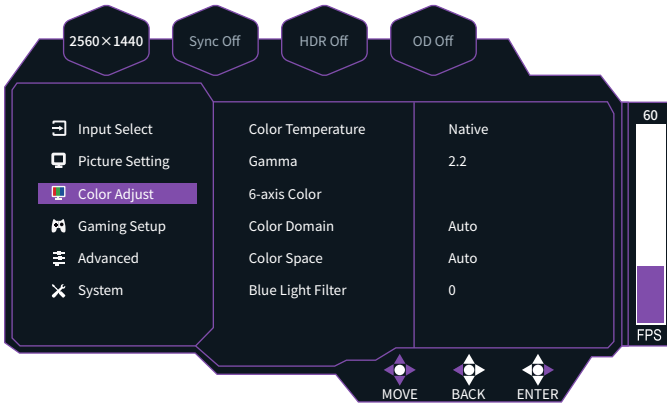 2560×1440 Sync Off HDR Off OD Off
60
Input Select Color Temperature Native
Picture Setting Gamma 2.2
Color Adjust 6-axis Color
Gaming Setup Color Domain Auto
Advanced Color Space Auto
System Blue Light Filter 0
FPS
MOVE BACK ENTER